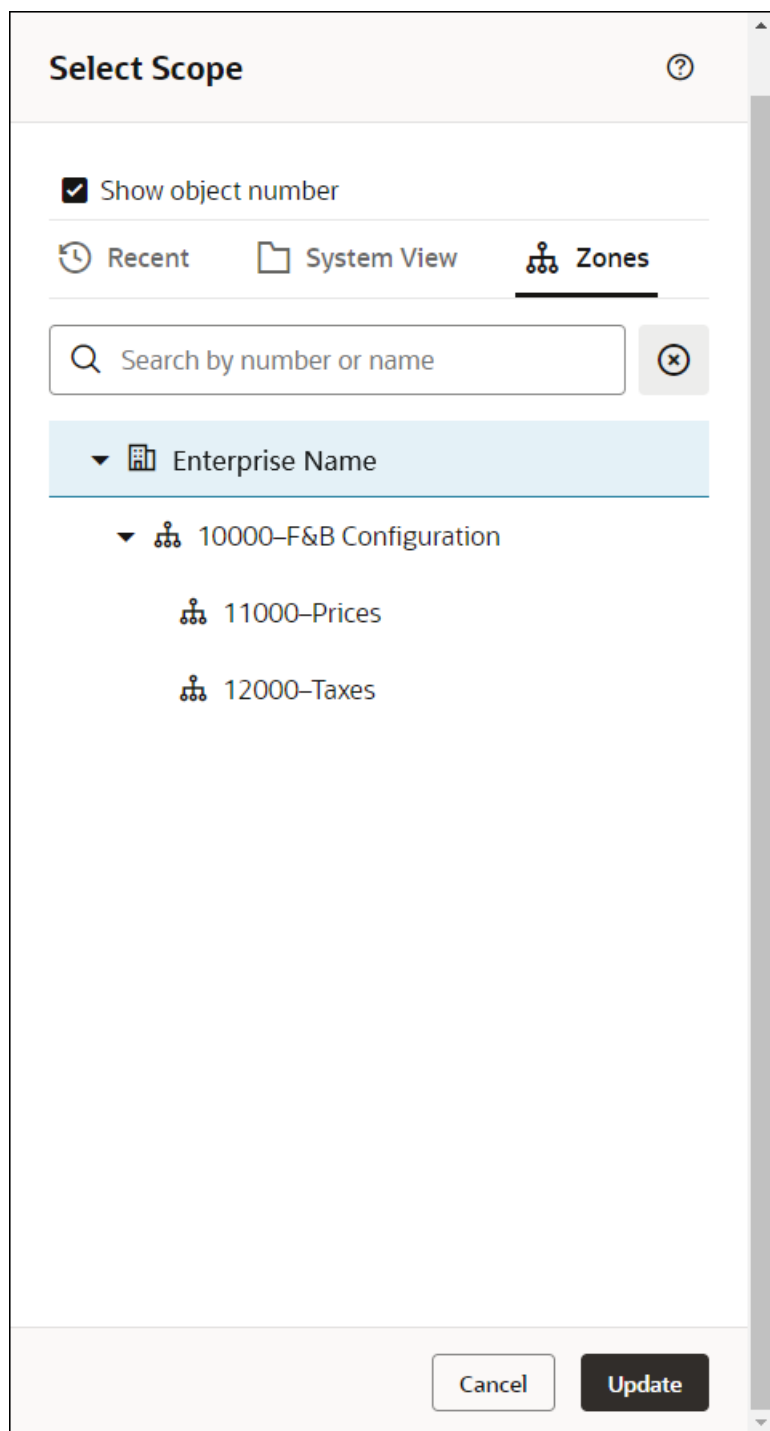 Select Scope
Show object number
Recent System View Zones
Search by number or name
Enterprise Name
10000–F&B Configuration
11000–Prices
12000–Taxes
Cancel Update